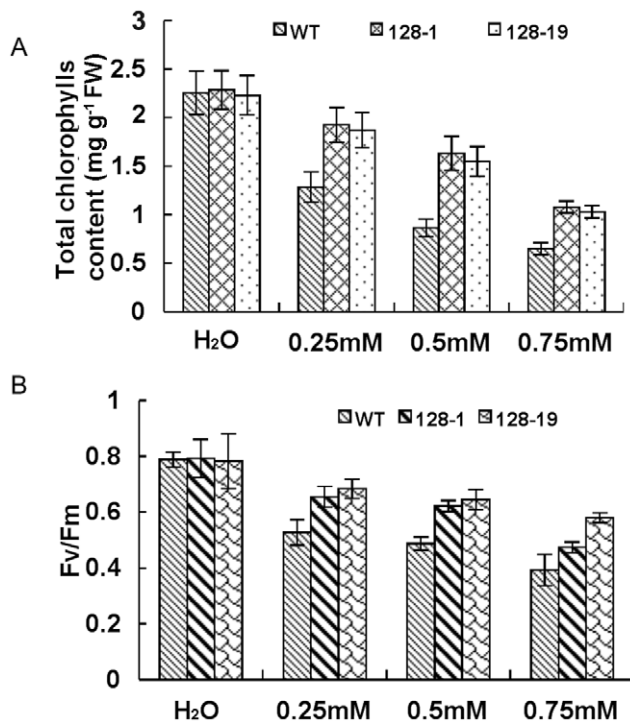 A
WT 128-1 128-19
Total chlorophylls
content (mg g⁻¹ FW)
3
2.5
2
1.5
1
0.5
0
H₂O 0.25mM 0.5mM 0.75mM
B
WT 128-1 128-19
Fv/Fm
1
0.8
0.6
0.4
0.2
0
H₂O 0.25mM 0.5mM 0.75mM